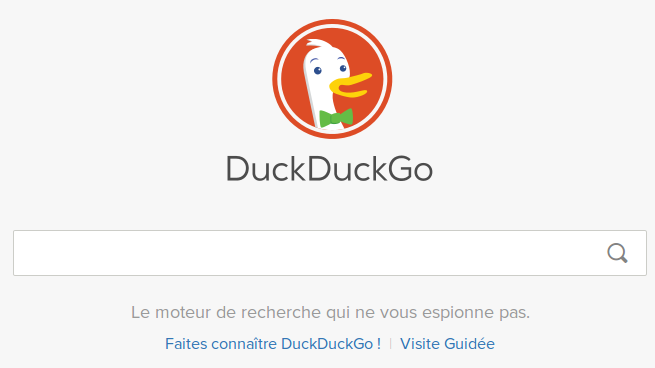 DuckDuckGo
Le moteur de recherche qui ne vous espionne pas.
Faites connaître DuckDuckGo ! | Visite Guidée